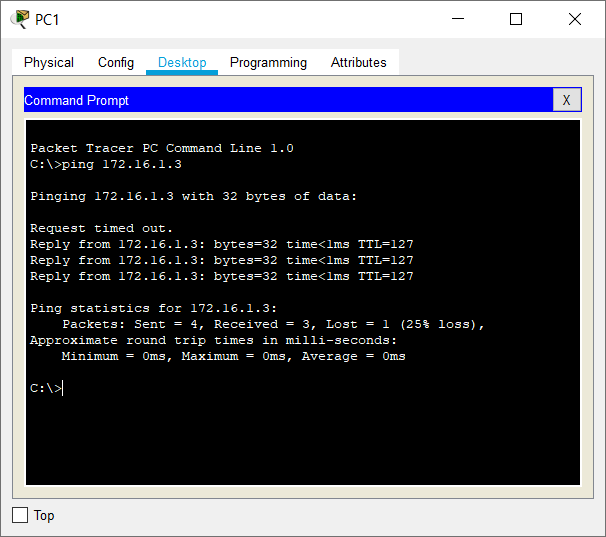 PC1
Physical Config Desktop Programming Attributes
Command Prompt X
Packet Tracer PC Command Line 1.0
C:\>ping 172.16.1.3
Pinging 172.16.1.3 with 32 bytes of data:
Request timed out.
Reply from 172.16.1.3: bytes=32 time<1ms TTL=127
Reply from 172.16.1.3: bytes=32 time<1ms TTL=127
Reply from 172.16.1.3: bytes=32 time<1ms TTL=127
Ping statistics for 172.16.1.3:
    Packets: Sent = 4, Received = 3, Lost = 1 (25% loss),
Approximate round trip times in milli-seconds:
    Minimum = 0ms, Maximum = 0ms, Average = 0ms
C:\>
Top